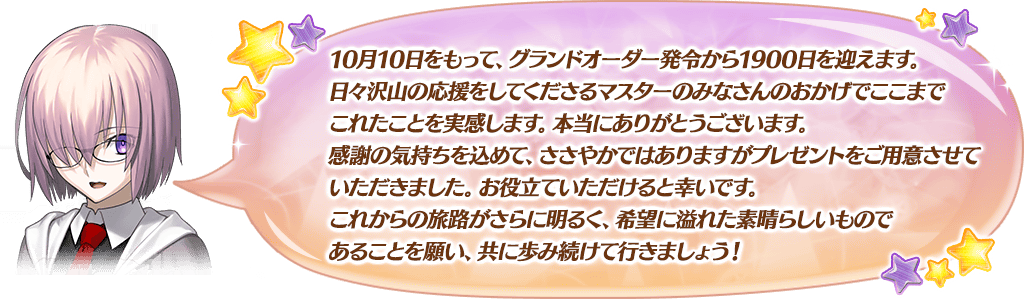 10月10日をもって、グランドオーダー発令から1900日を迎えます。
日々沢山の応援をしてくださるマスターのみなさんのおかげでここまで
これたことを実感します。本当にありがとうございます。
感謝の気持ちを込めて、ささやかではありますがプレゼントをご用意させて
いただきました。お役立ていただけると幸いです。
これからの旅路がさらに明るく、希望に溢れた素晴らしいもので
あることを願い、共に歩み続けて行きましょう！